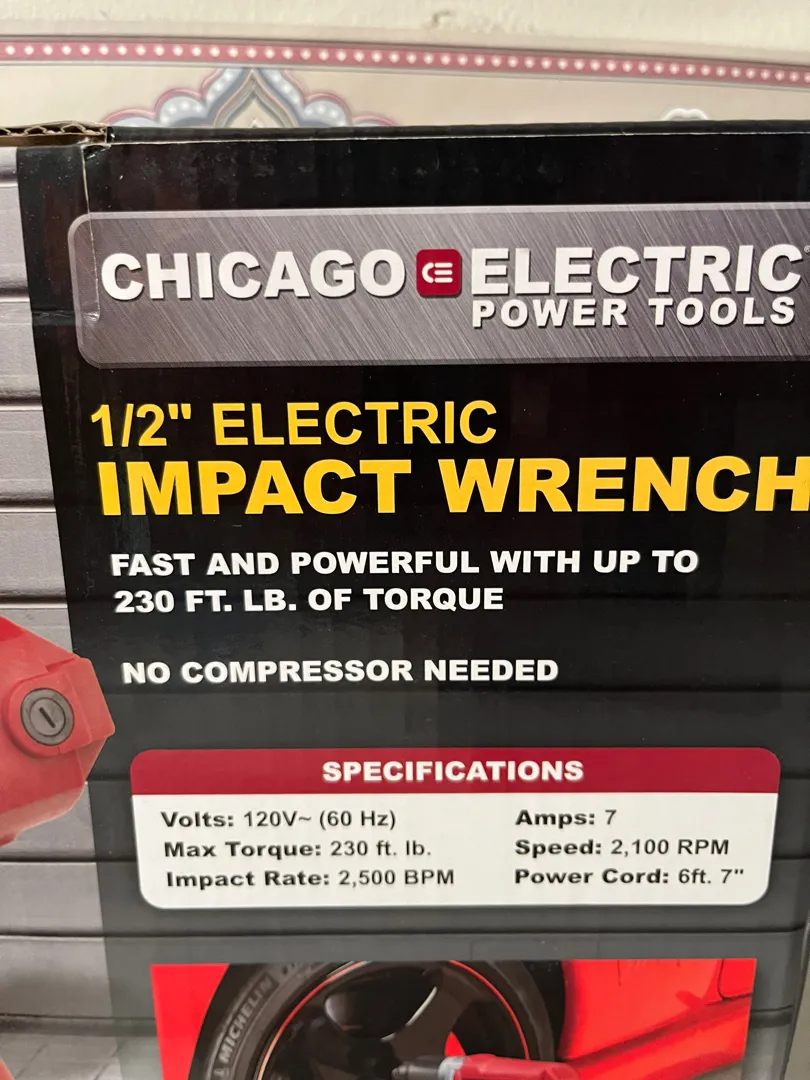 CHICAGO CE ELECTRIC
POWER TOOLS
1/2" ELECTRIC
IMPACT WRENCH
FAST AND POWERFUL WITH UP TO
230 FT. LB. OF TORQUE
NO COMPRESSOR NEEDED
SPECIFICATIONS
Volts: 120V~ (60 Hz)
Amps: 7
Max Torque: 230 ft. lb.
Speed: 2,100 RPM
Impact Rate: 2,500 BPM
Power Cord: 6ft. 7"
MICHELIN